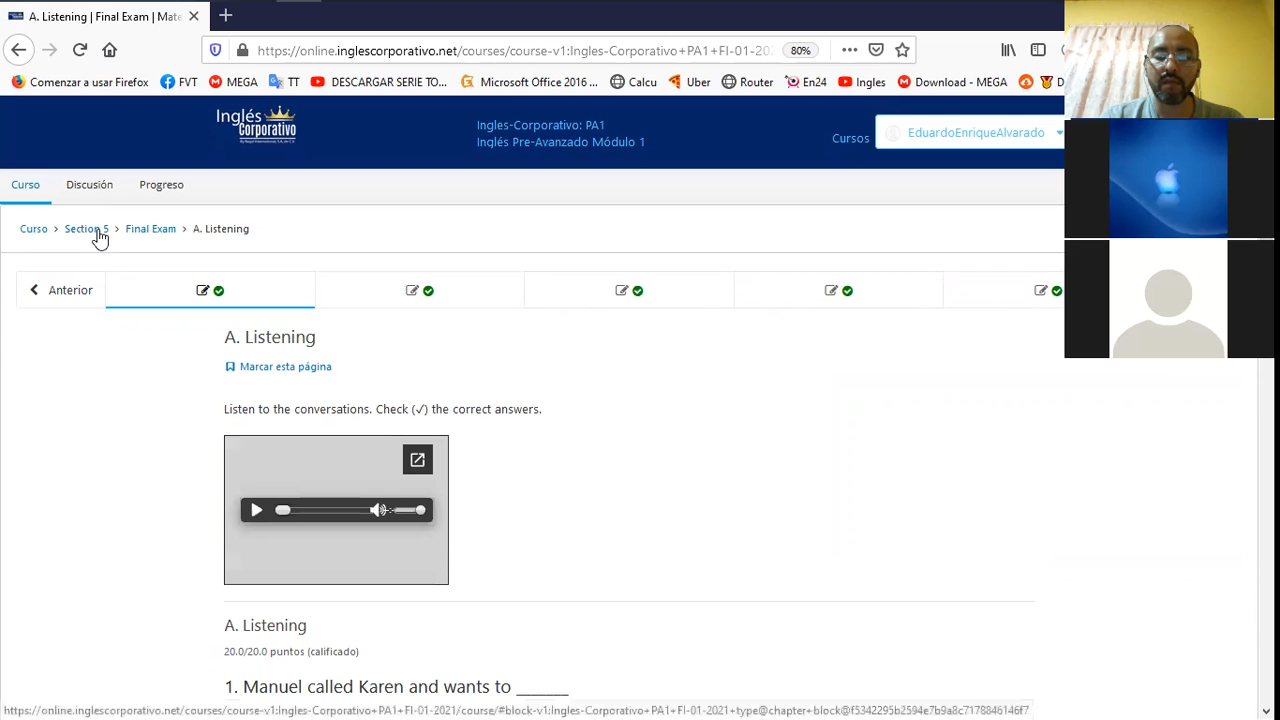 A. Listening | Final Exam | Mate
https://online.inglescorporativo.net/courses/course-v1:Ingles-Corporativo+PA1+FI-01-202
80%
Comenzar a usar Firefox
FVT
MEGA
TT
DESCARGAR SERIE TO...
Microsoft Office 2016 ...
Calcu
Uber
Router
En24
Ingles
Download - MEGA
Inglés
Corporativo
Ingles-Corporativo: PA1
Inglés Pre-Avanzado Módulo 1
Cursos
EduardoEnriqueAlvarado
Curso
Discusión
Progreso
Curso > Section 5 > Final Exam > A. Listening
Anterior
A. Listening
Marcar esta página
Listen to the conversations. Check (✓) the correct answers.
A. Listening
20.0/20.0 puntos (calificado)
1. Manuel called Karen and wants to _______
https://online.inglescorporativo.net/courses/course-v1:Ingles-Corporativo+PA1+FI-01-2021/course/#block-v1:Ingles-Corporativo+PA1+FI-01-2021+type@chapter+block@f5342295b2594e7b9a8c7178846146f7